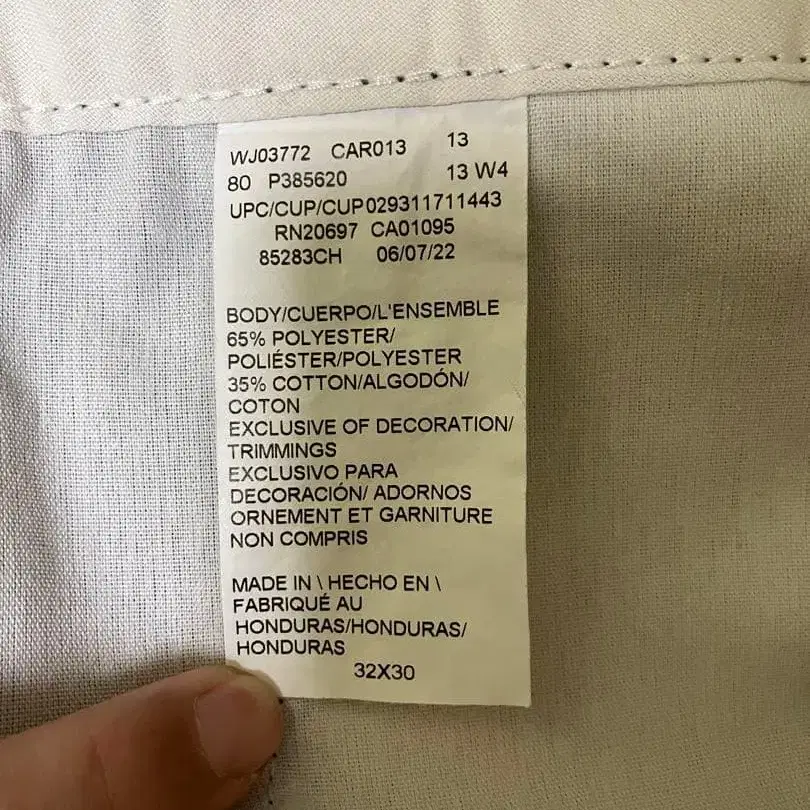 WJ03772 CAR013 13
80 P385620 13 W4
UPC/CUP/CUP029311711443
RN20697 CA01095
85283CH 06/07/22
BODY/CUERPO/L'ENSEMBLE
65% POLYESTER/
POLIÉSTER/POLYESTER
35% COTTON/ALGODÓN/
COTON
EXCLUSIVE OF DECORATION/
TRIMMINGS
EXCLUSIVO PARA
DECORACIÓN/ ADORNOS
ORNEMENT ET GARNITURE
NON COMPRIS
MADE IN \ HECHO EN \
FABRIQUÉ AU
HONDURAS/HONDURAS/
HONDURAS
32X30